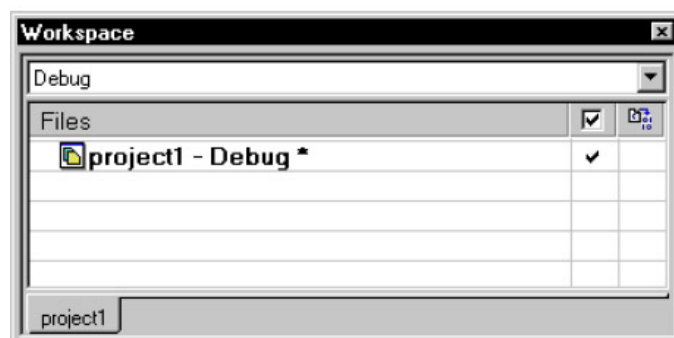 Workspace
Debug
Files
project1 - Debug *
project1